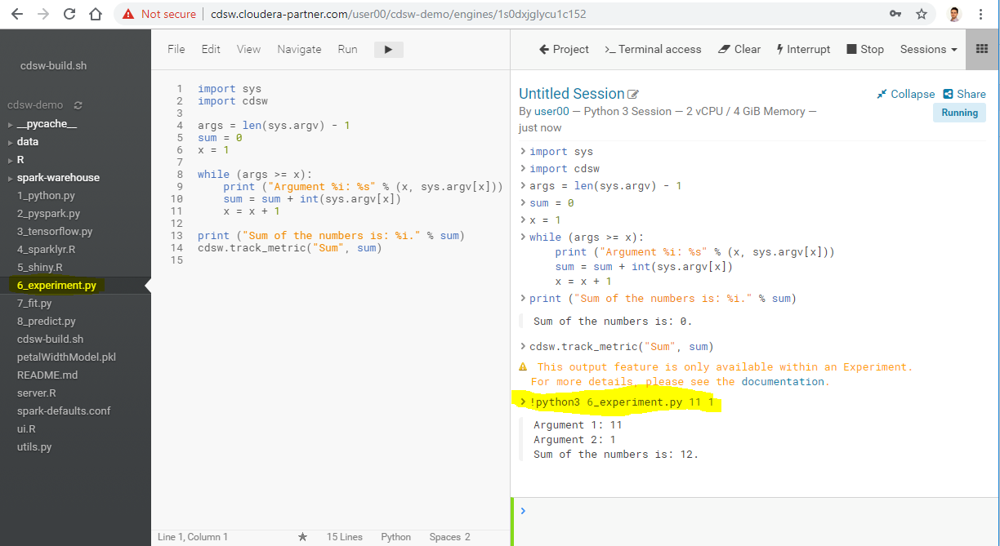 Not secure | cdsw.cloudera-partner.com/user00/cdsw-demo/engines/1s0dxjglycu1c152
cdsw-build.sh
cdsw-demo
__pycache__
data
R
spark-warehouse
1_python.py
2_pyspark.py
3_tensorflow.py
4_sparklyr.R
5_shiny.R
6_experiment.py
7_fit.py
8_predict.py
cdsw-build.sh
petalWidthModel.pkl
README.md
server.R
spark-defaults.conf
ui.R
utils.py
File Edit View Navigate Run
1 import sys
2 import cdsw
3
4 args = len(sys.argv) - 1
5 sum = 0
6 x = 1
7
8 while (args >= x):
9     print ("Argument %i: %s" % (x, sys.argv[x]))
10     sum = sum + int(sys.argv[x])
11     x = x + 1
12
13 print ("Sum of the numbers is: %i." % sum)
14 cdsw.track_metric("Sum", sum)
15
Line 1, Column 1 ★ 15 Lines Python Spaces 2
Project >_ Terminal access Clear Interrupt Stop Sessions
Untitled Session
Collapse Share
By user00 — Python 3 Session — 2 vCPU / 4 GiB Memory —
just now
Running
> import sys
> import cdsw
> args = len(sys.argv) - 1
> sum = 0
> x = 1
> while (args >= x):
    print ("Argument %i: %s" % (x, sys.argv[x]))
    sum = sum + int(sys.argv[x])
    x = x + 1
> print ("Sum of the numbers is: %i." % sum)
Sum of the numbers is: 0.
> cdsw.track_metric("Sum", sum)
This output feature is only available within an Experiment.
For more details, please see the documentation.
> !python3 6_experiment.py 11 1
Argument 1: 11
Argument 2: 1
Sum of the numbers is: 12.
>